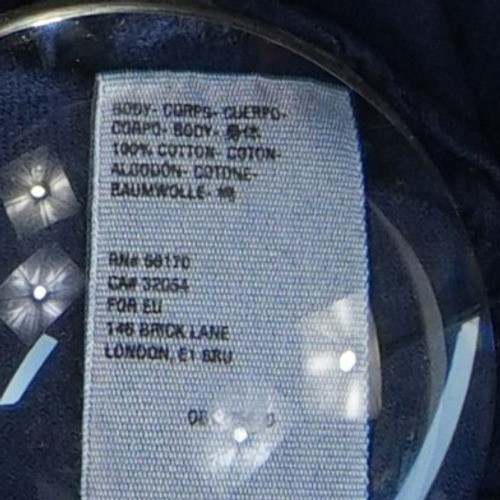 BODY- CORPS- CUERPO-
CORPO- BODY- 身体
100% COTTON- COTON-
ALGODÓN- COTONE-
BAUMWOLLE- 棉
RN# 56170
CA# 32054
FOR EU
146 BRICK LANE
LONDON, E1 6RU